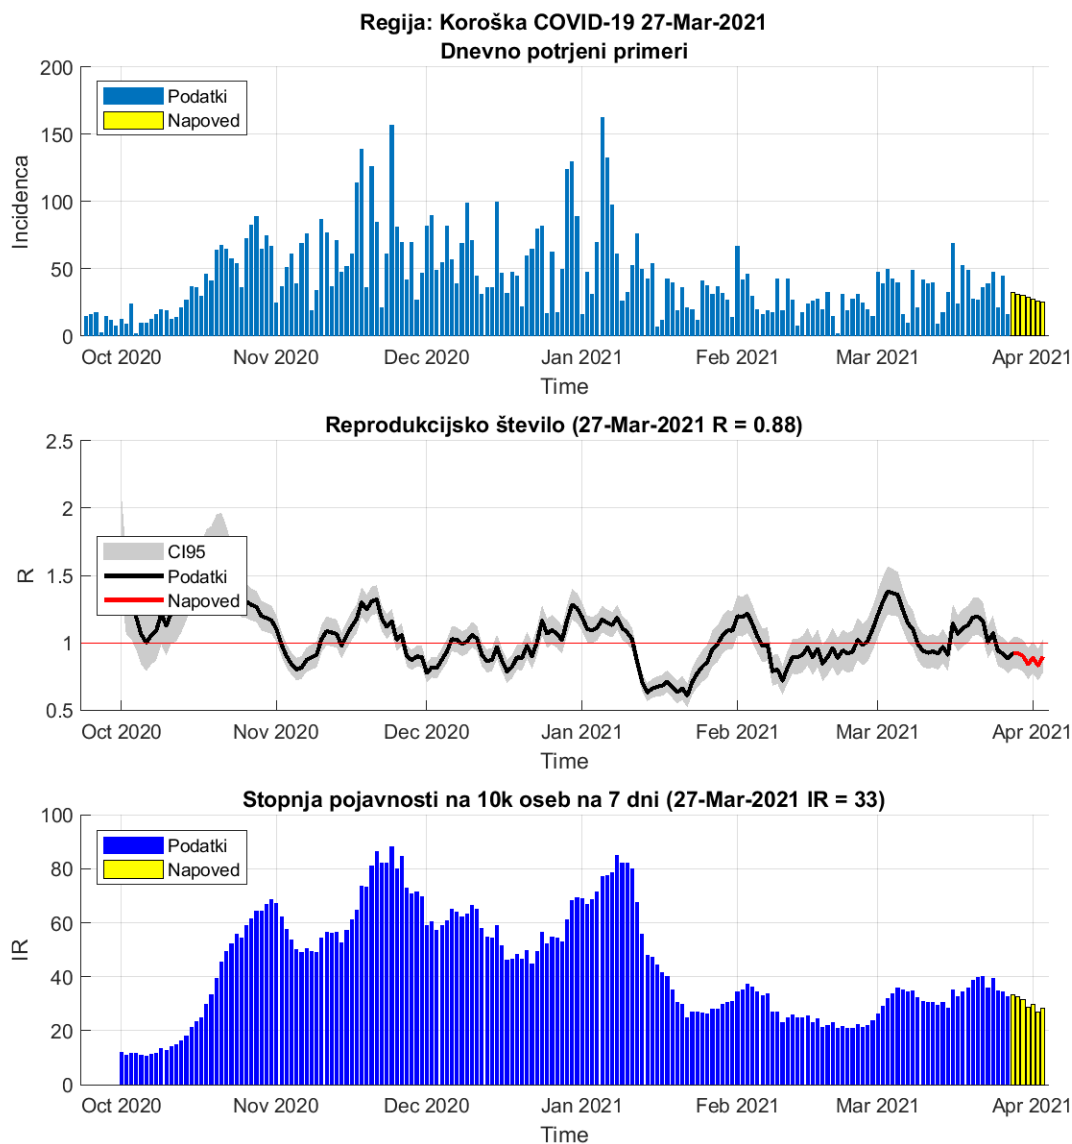 Regija: Koroška COVID-19 27-Mar-2021
Dnevno potrjeni primeri
200
150
100
50
0
Incidenca
Podatki
Napoved
Oct 2020 Nov 2020 Dec 2020 Jan 2021 Feb 2021 Mar 2021 Apr 2021
Time
Reprodukcijsko število (27-Mar-2021 R = 0.88)
2.5
2
1.5
1
0.5
R
CI95
Podatki
Napoved
Oct 2020 Nov 2020 Dec 2020 Jan 2021 Feb 2021 Mar 2021 Apr 2021
Time
Stopnja pojavnosti na 10k oseb na 7 dni (27-Mar-2021 IR = 33)
100
80
60
40
20
0
IR
Podatki
Napoved
Oct 2020 Nov 2020 Dec 2020 Jan 2021 Feb 2021 Mar 2021 Apr 2021
Time